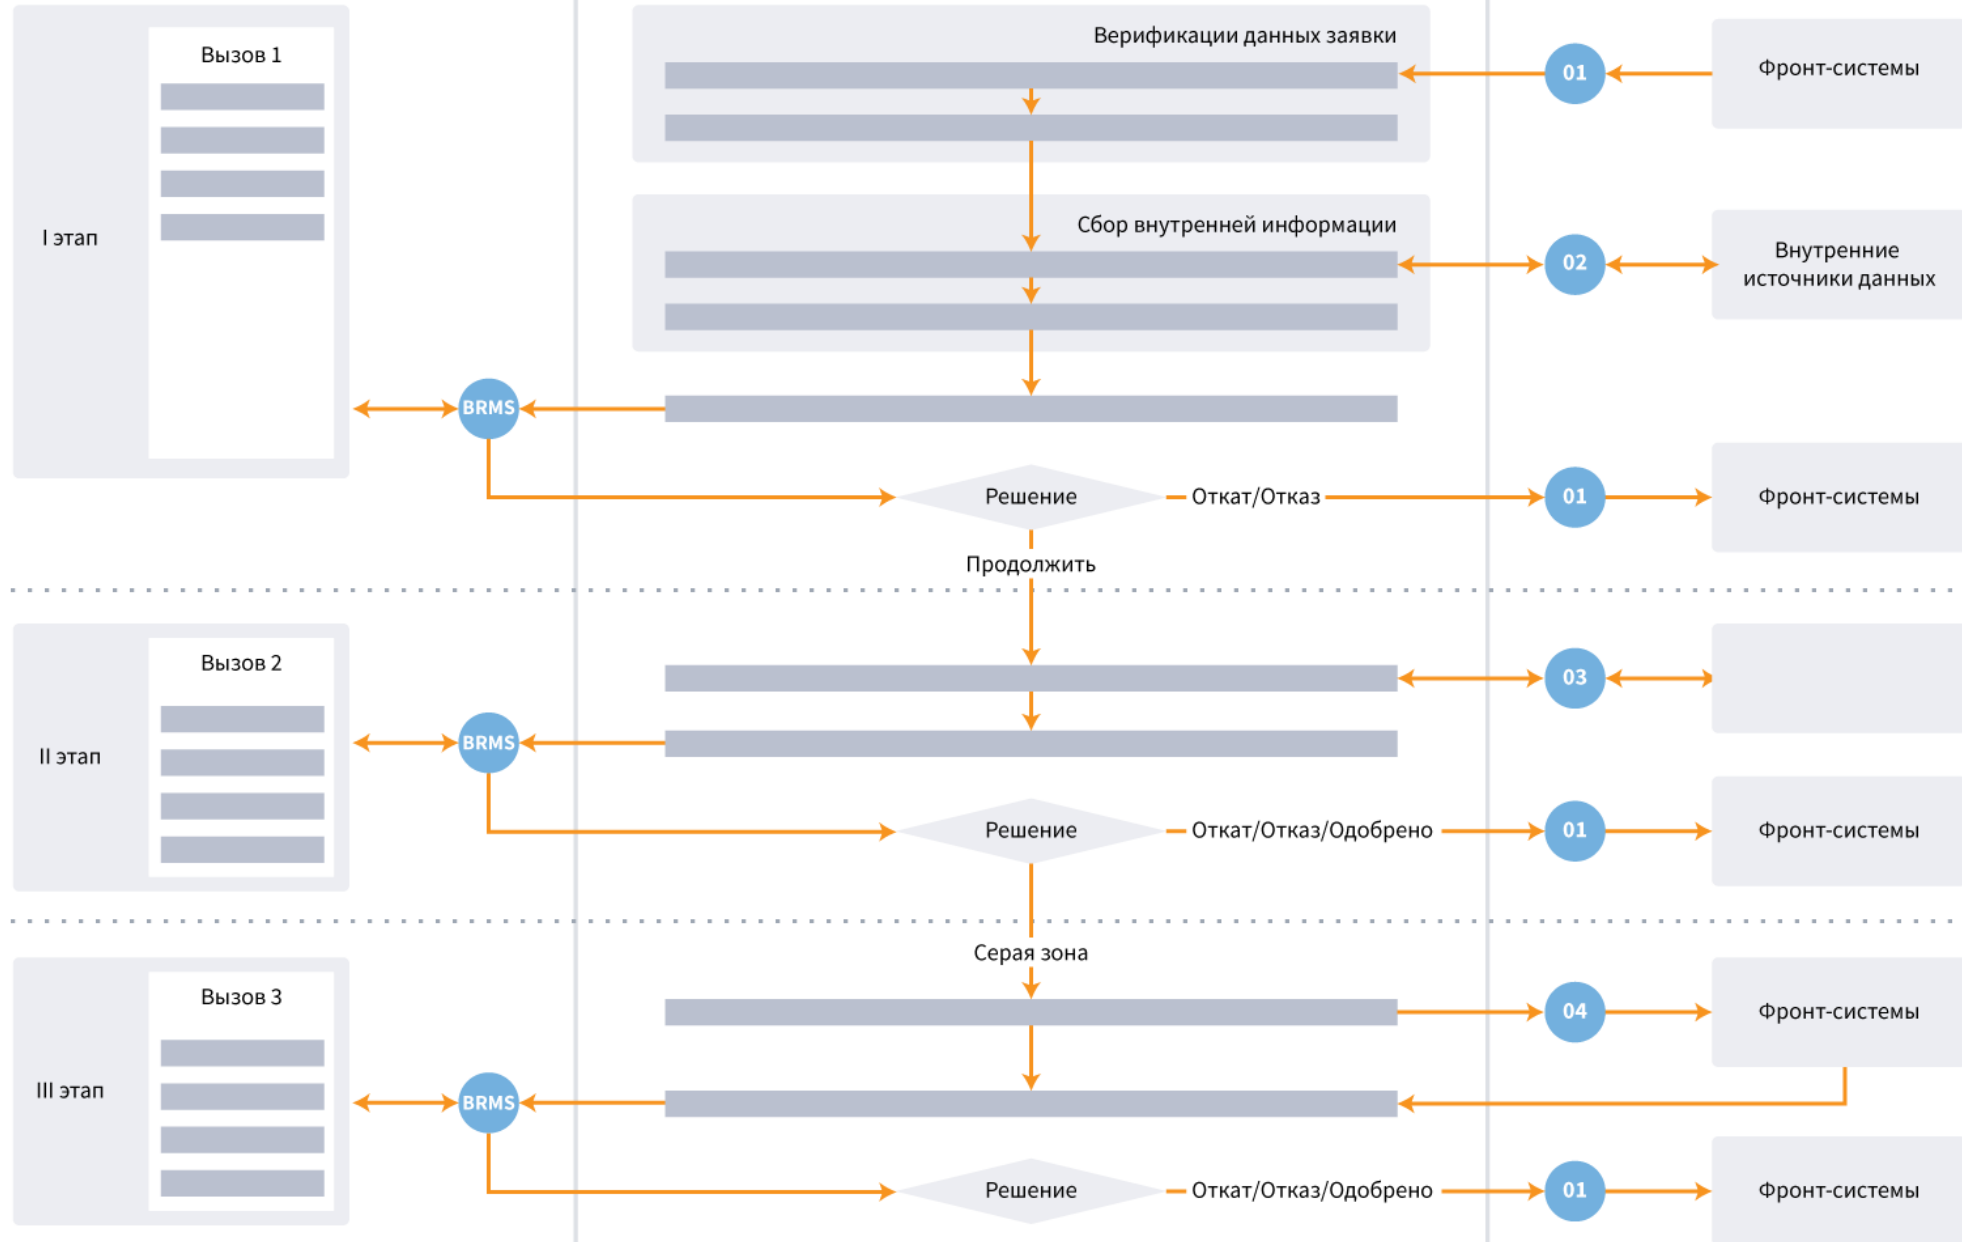 Вызов 1
Верификации данных заявки
01
Фронт-системы
I этап
Сбор внутренней информации
02
Внутренние
источники данных
BRMS
Решение
Откат/Отказ
01
Фронт-системы
Продолжить
Вызов 2
03
II этап
BRMS
Решение
Откат/Отказ/Одобрено
01
Фронт-системы
Серая зона
Вызов 3
04
Фронт-системы
III этап
BRMS
Решение
Откат/Отказ/Одобрено
01
Фронт-системы